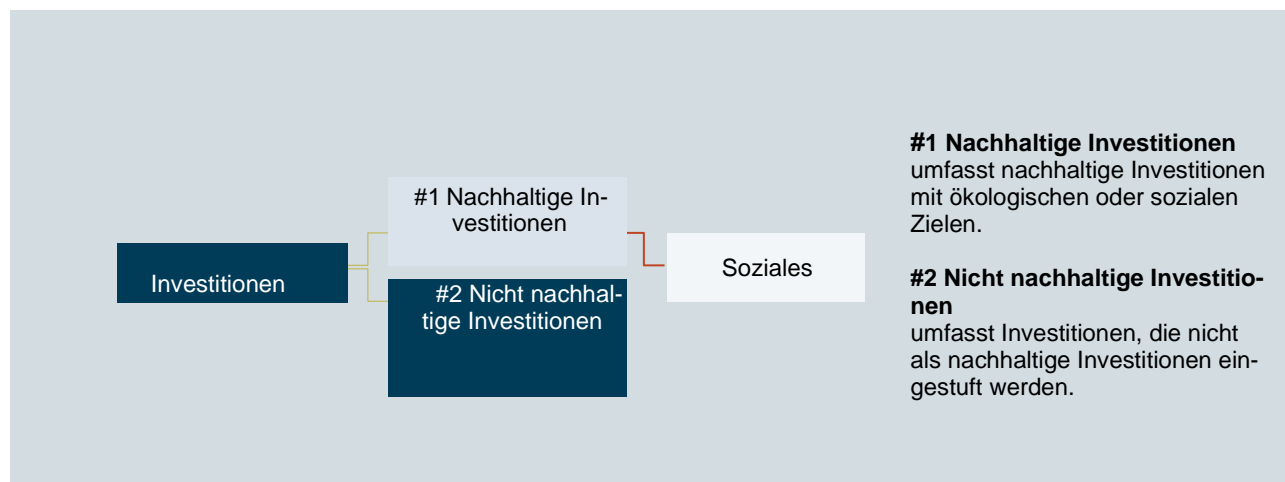 Investitionen
#1 Nachhaltige In-
vestitionen
#2 Nicht nachhal-
tige Investitionen
Soziales
#1 Nachhaltige Investitionen
umfasst nachhaltige Investitionen
mit ökologischen oder sozialen
Zielen.
#2 Nicht nachhaltige Investitio-
nen
umfasst Investitionen, die nicht
als nachhaltige Investitionen ein-
gestuft werden.